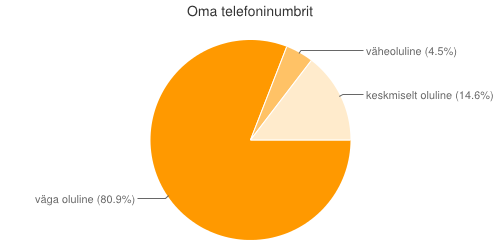 Oma telefoninumbrit
väheoluline (4.5%)
keskmiselt oluline (14.6%)
väga oluline (80.9%)